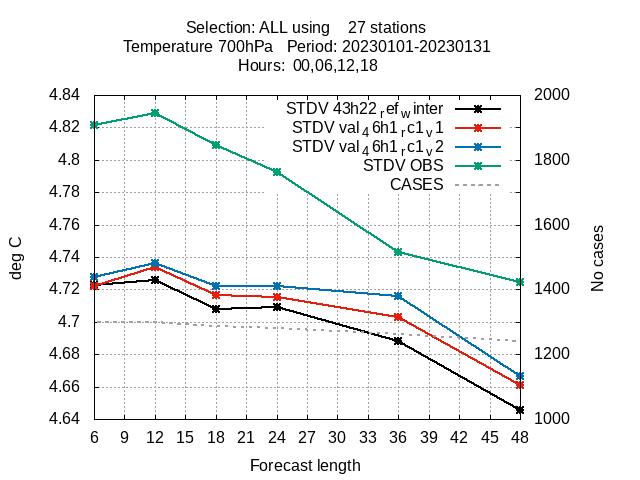 Selection: ALL using    27 stations
Temperature 700hPa   Period: 20230101-20230131
Hours:  00,06,12,18
4.84
4.82
4.8
4.78
4.76
4.74
4.72
4.7
4.68
4.66
4.64
deg C
STDV 43h22refwinter
STDV val46h1rc1v1
STDV val46h1rc1v2
STDV OBS
CASES
2000
1800
1600
1400
1200
1000
No cases
6 9 12 15 18 21 24 27 30 33 36 39 42 45 48
Forecast length